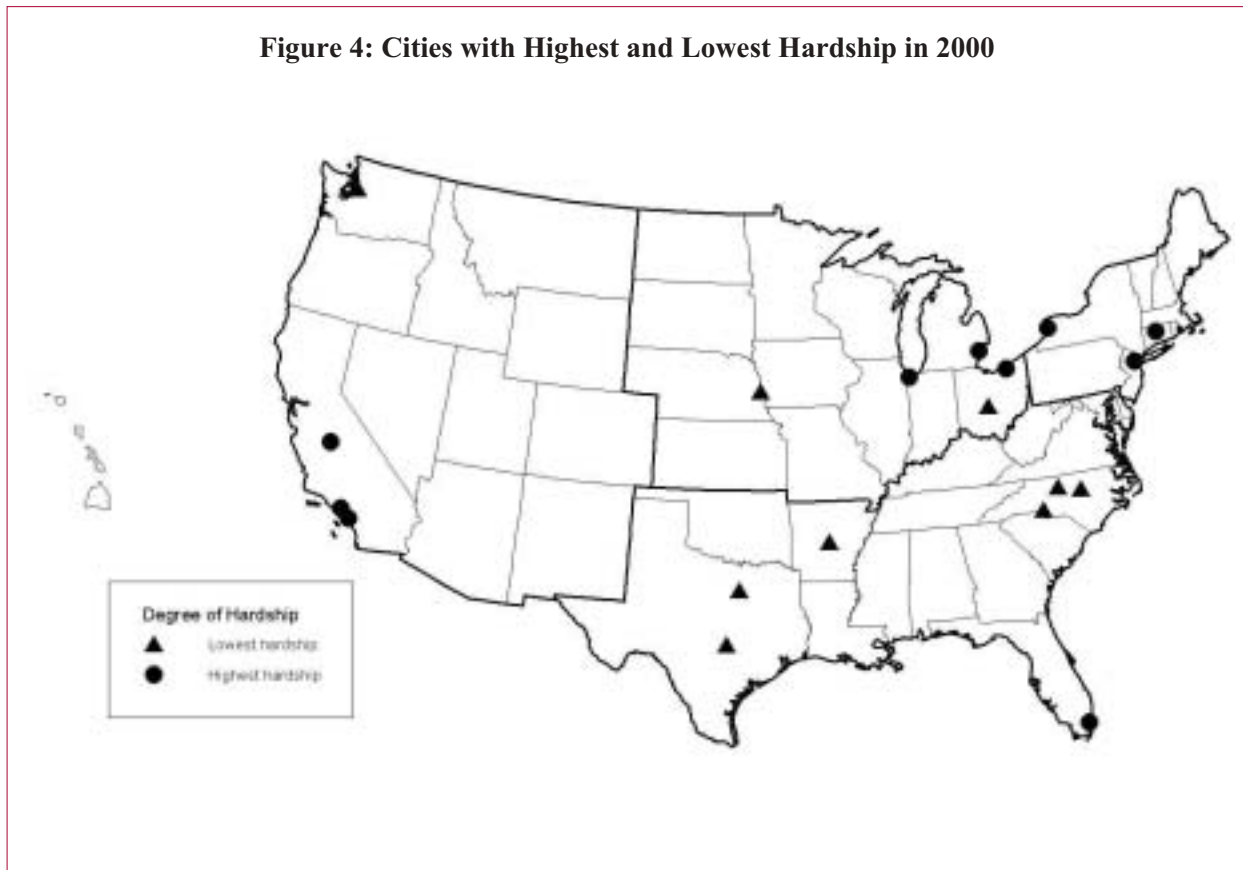 Figure 4: Cities with Highest and Lowest Hardship in 2000
Degree of Hardship
Lowest hardship
Highest hardship